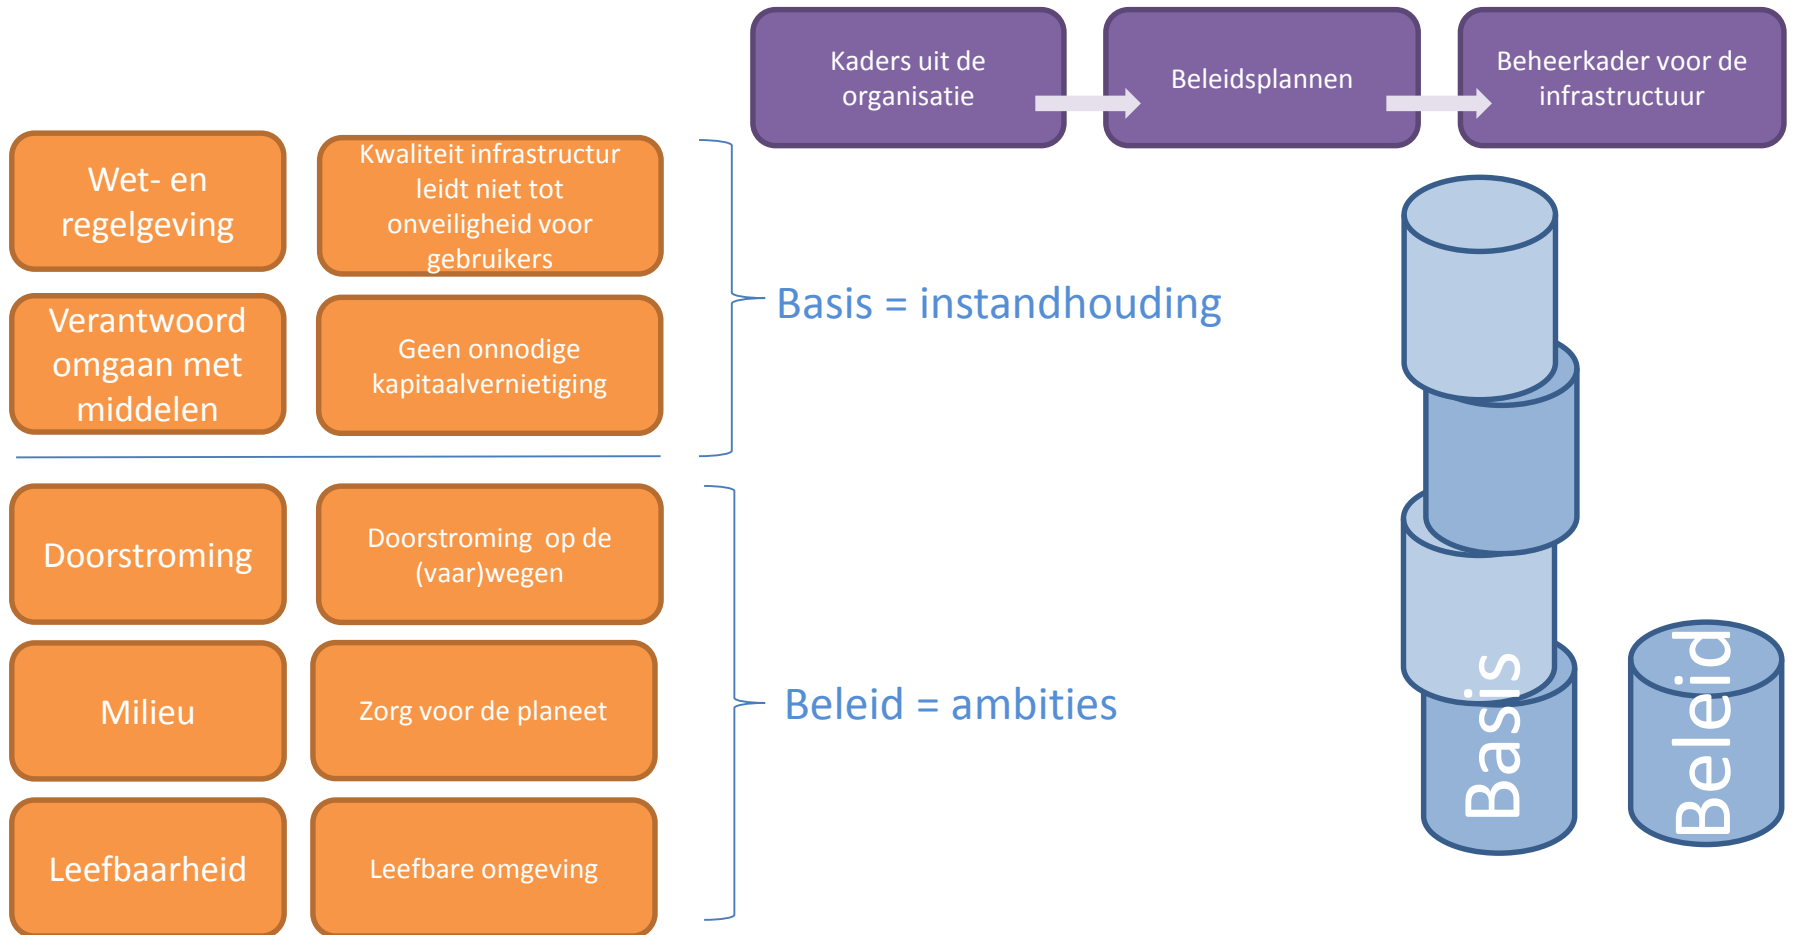 Kaders uit de
organisatie
Beleidsplannen
Beheerkader voor de
infrastructuur
Wet- en
regelgeving
Kwaliteit infrastructur
leidt niet tot
onveiligheid voor
gebruikers
Verantwoord
omgaan met
middelen
Geen onnodige
kapitaalvernietiging
Basis = instandhouding
Doorstroming
Doorstroming op de
(vaar)wegen
Milieu
Zorg voor de planeet
Leefbaarheid
Leefbare omgeving
Beleid = ambities
Basis
Beleid